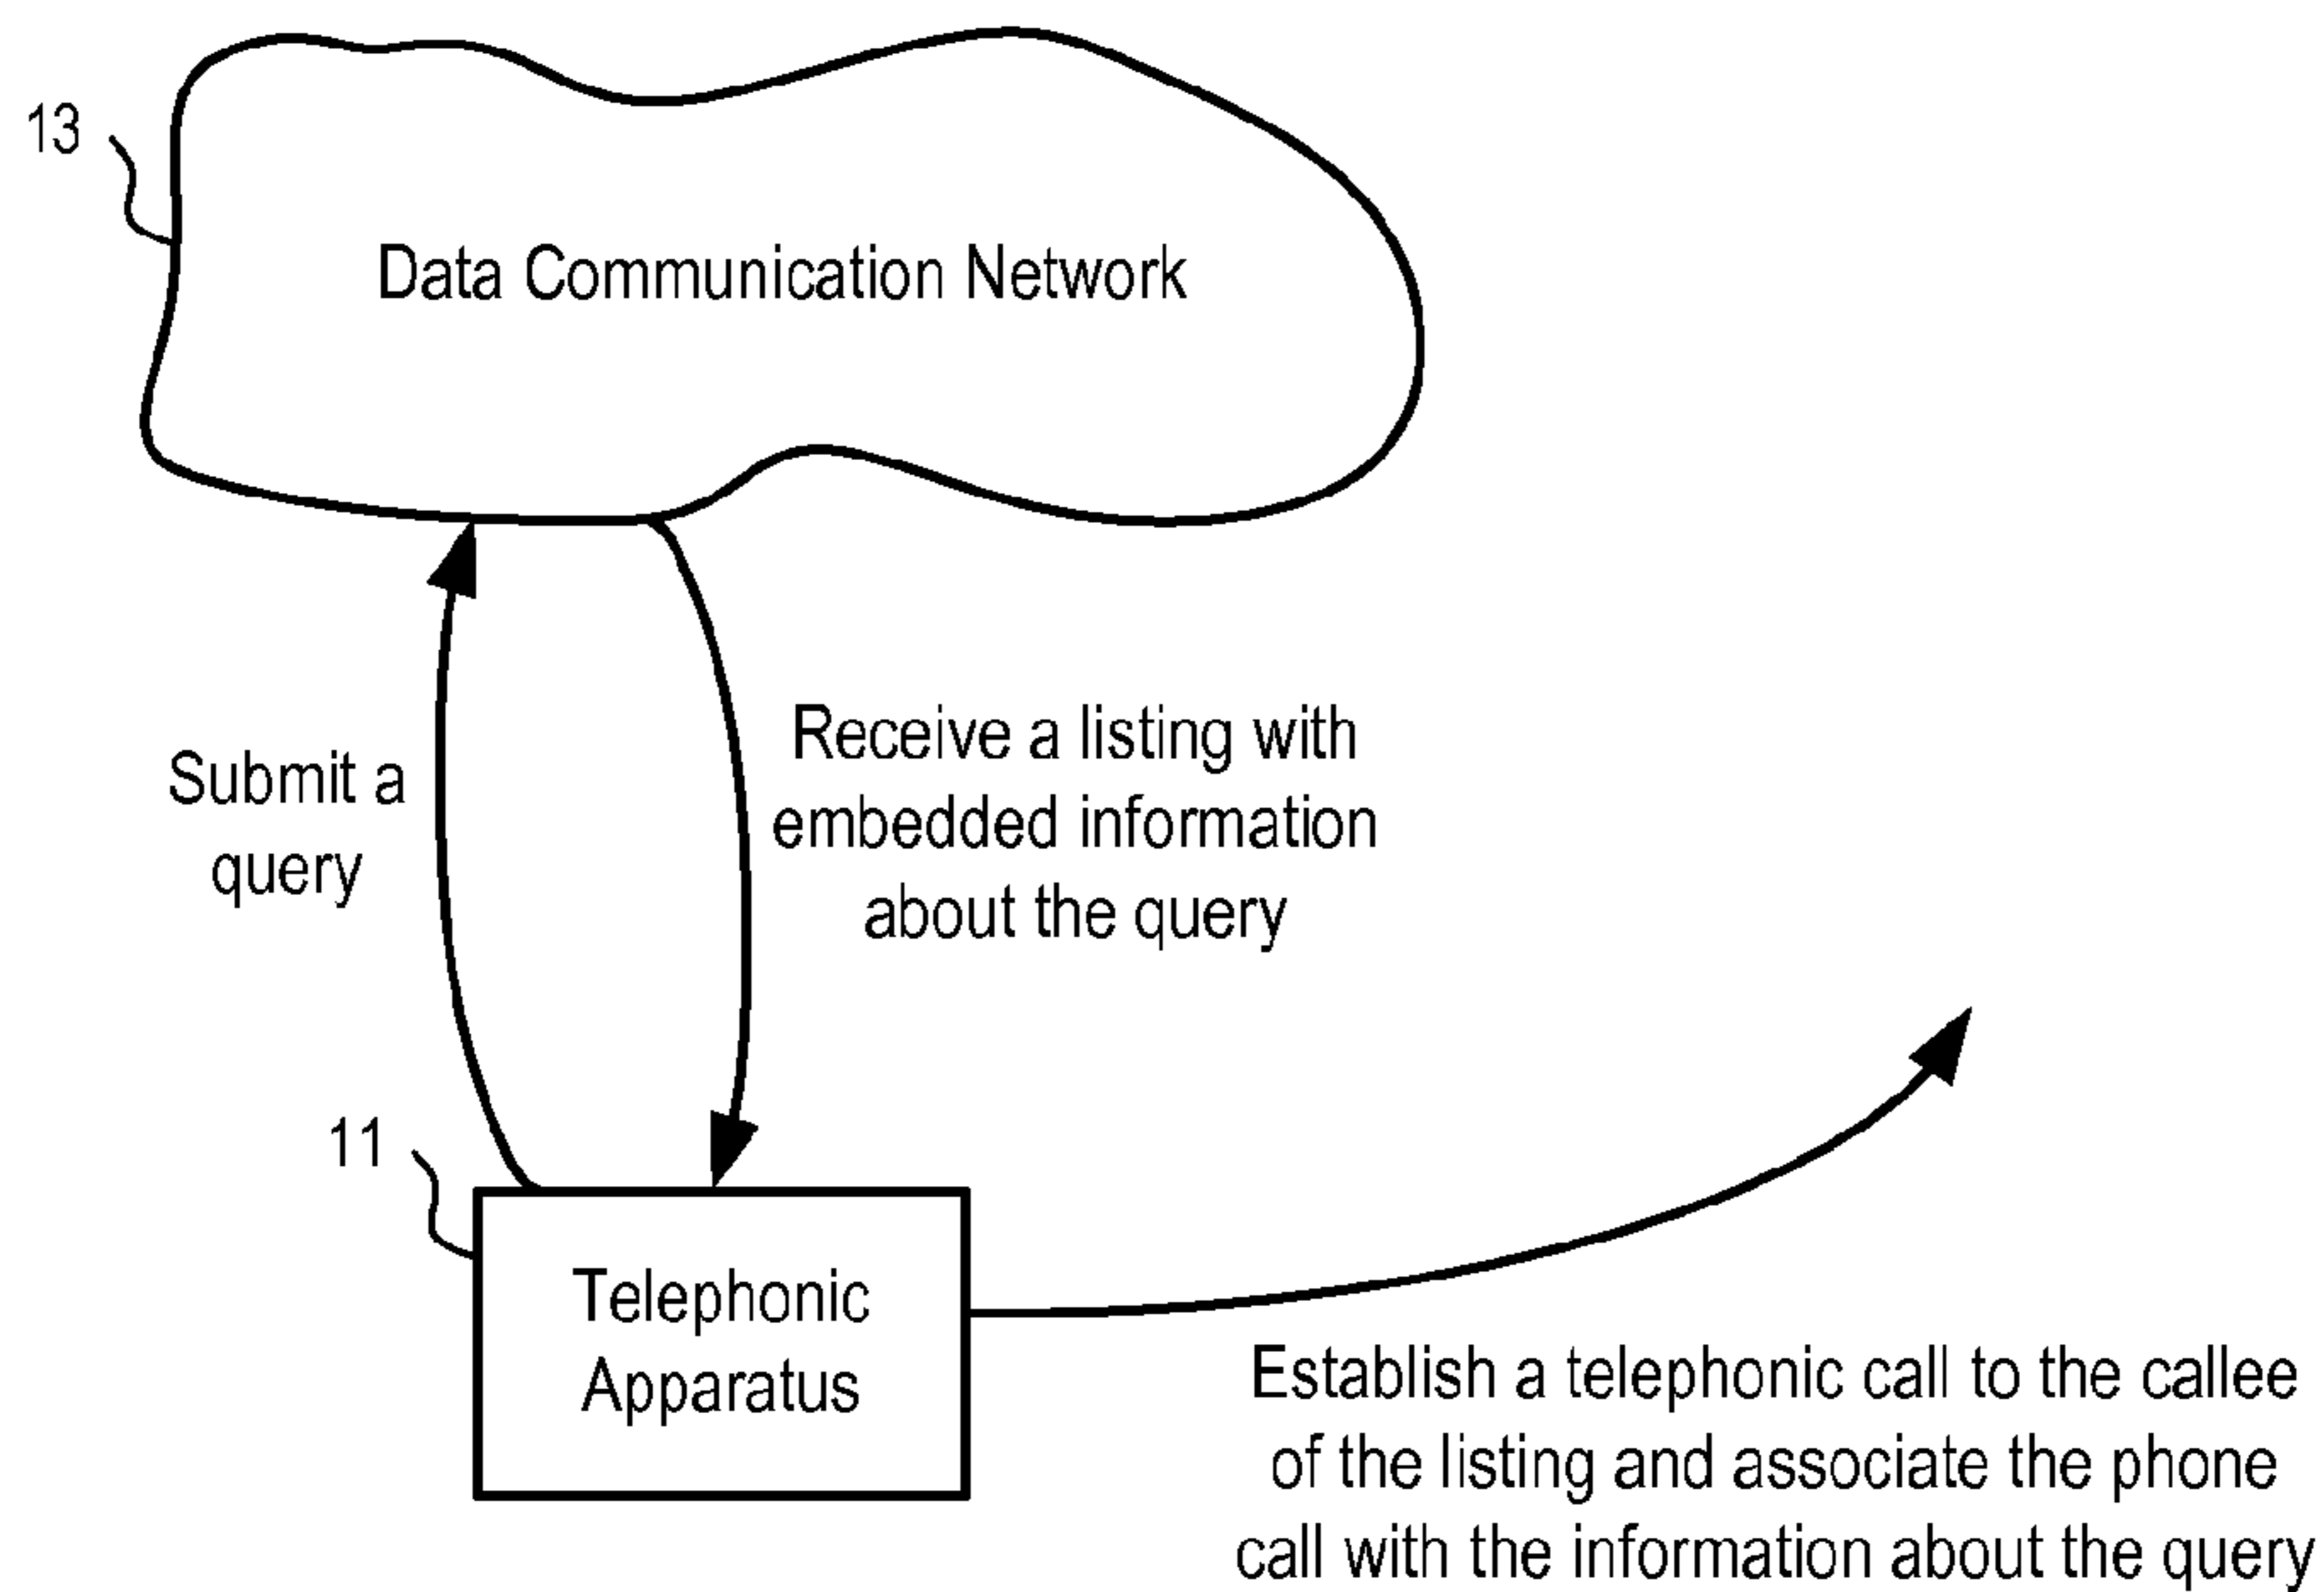 13
Data Communication Network
Submit a
query
Receive a listing with
embedded information
about the query
11
Telephonic
Apparatus
Establish a telephonic call to the callee
of the listing and associate the phone
call with the information about the query